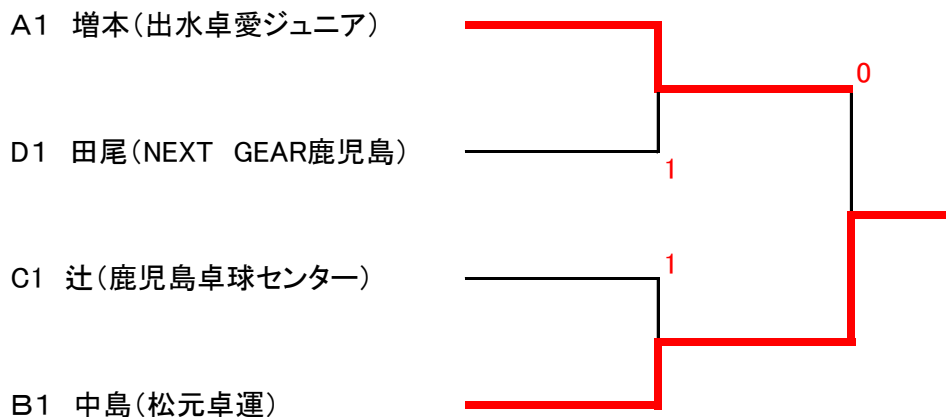 A1 増本(出水卓愛ジュニア)
0
D1 田尾(NEXT GEAR鹿児島)
1
C1 辻(鹿児島卓球センター)
1
B1 中島(松元卓運)